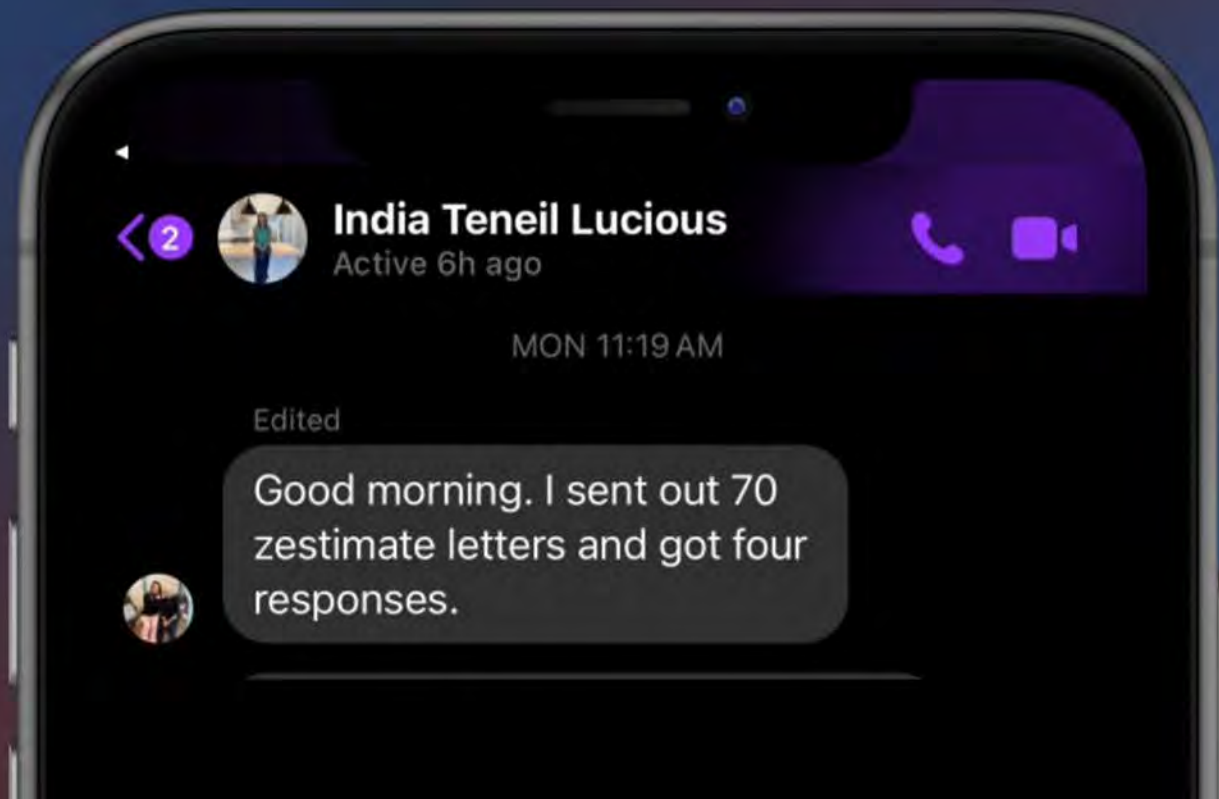 2
India Teneil Lucious
Active 6h ago
MON 11:19 AM
Edited
Good morning. I sent out 70
zestimate letters and got four
responses.